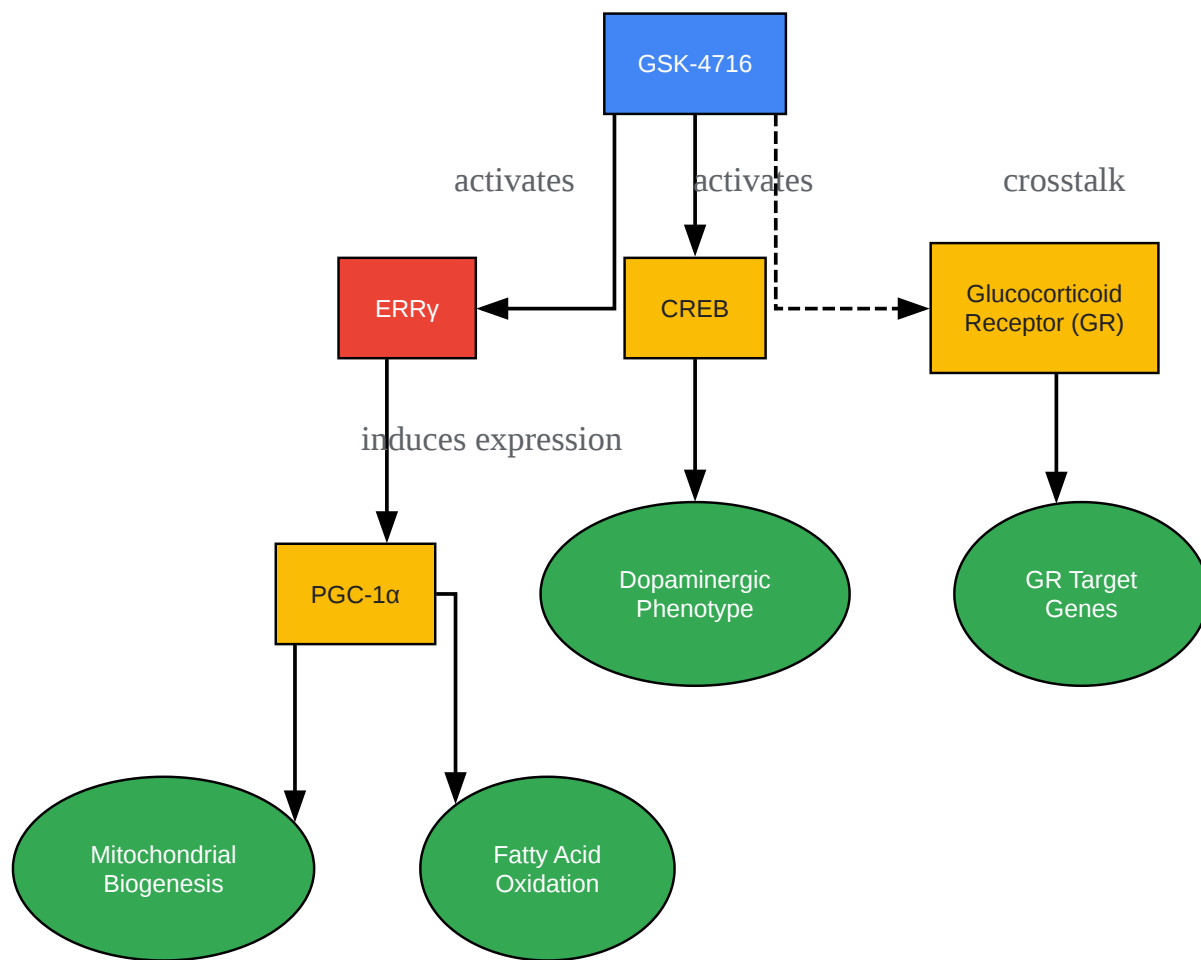 GSK-4716
activates
activates
crosstalk
ERRγ
CREB
Glucocorticoid
Receptor (GR)
induces expression
PGC-1α
Dopaminergic
Phenotype
GR Target
Genes
Mitochondrial
Biogenesis
Fatty Acid
Oxidation